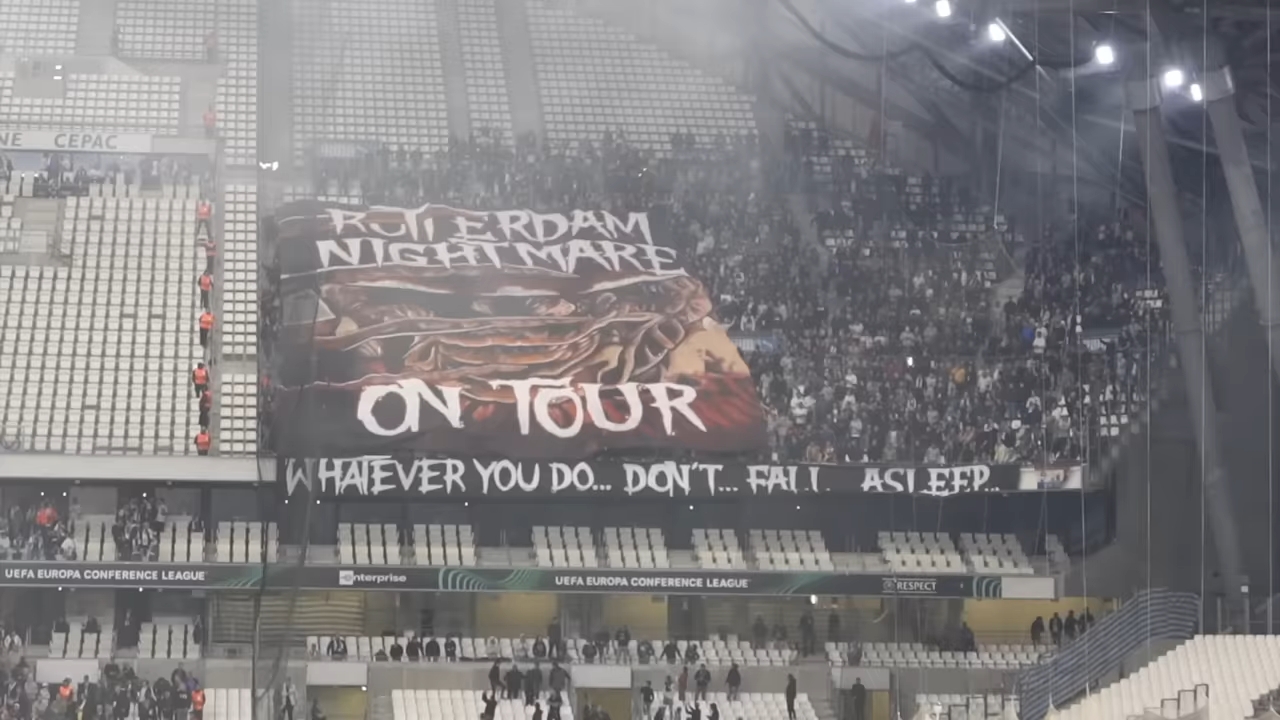 NE CEPAC
ROTTERDAM
NIGHTMARE
ON TOUR
WHATEVER YOU DO... DON'T... FALL ASLEEP...
UEFA EUROPA CONFERENCE LEAGUE
enterprise
UEFA EUROPA CONFERENCE LEAGUE
RESPECT